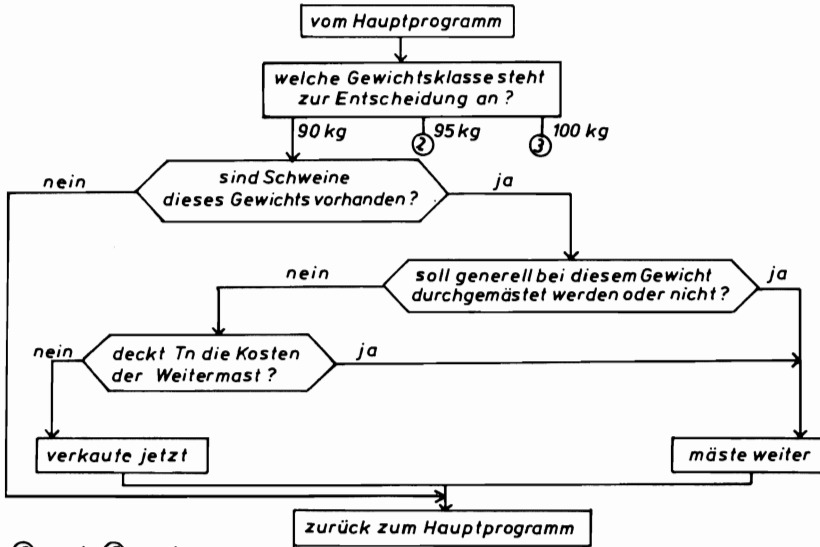 vom Hauptprogramm
welche Gewichtsklasse steht
zur Entscheidung an ?
90 kg
② 95 kg
③ 100 kg
nein
sind Schweine
dieses Gewichts vorhanden ?
ja
nein
soll generell bei diesem Gewicht
durchgemästet werden oder nicht ?
ja
nein
deckt Tn die Kosten
der Weitermast ?
ja
verkaufe jetzt
mäste weiter
zurück zum Hauptprogramm